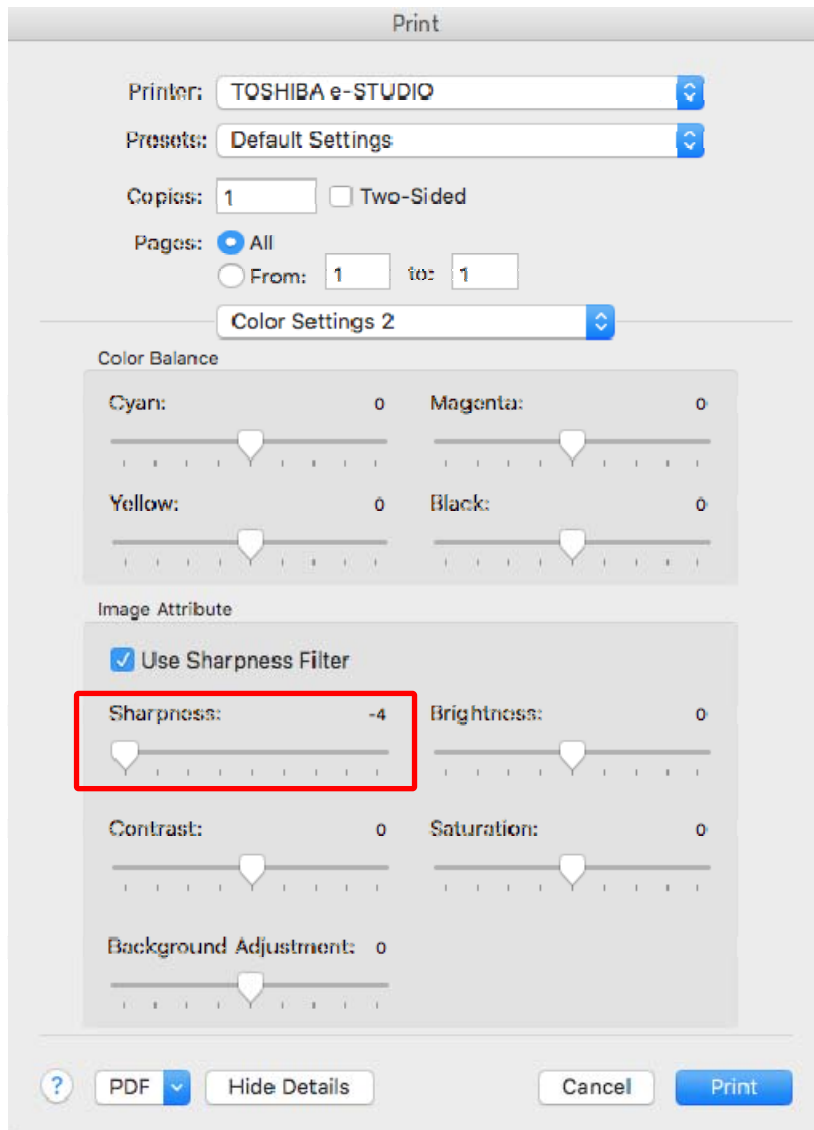 Print
Printer: TOSHIBA e-STUDIO
Presets: Default Settings
Copies: 1 Two-Sided
Pages: All
From: 1 to: 1
Color Settings 2
Color Balance
Cyan: 0 Magenta: 0
Yellow: 0 Black: 0
Image Attribute
Use Sharpness Filter
Sharpness: -4 Brightness: 0
Contrast: 0 Saturation: 0
Background Adjustment: 0
? PDF Hide Details Cancel Print